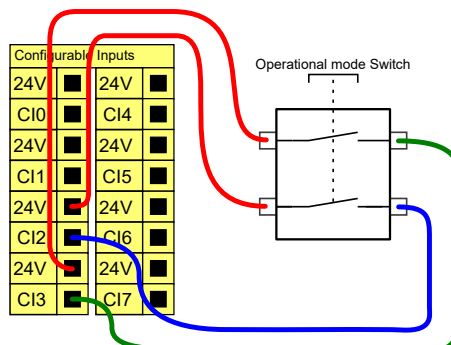 Configurable Inputs
24V 24V
CI0 CI4
24V 24V
CI1 CI5
24V 24V
CI2 CI6
24V 24V
CI3 CI7
Operational mode Switch